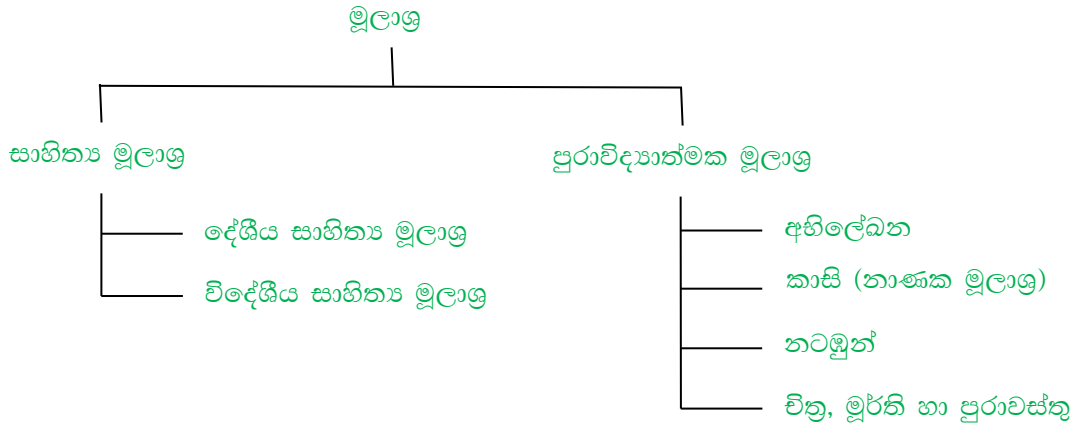 මූලාශ්‍ර
සාහිත්‍ය මූලාශ්‍ර
දේශීය සාහිත්‍ය මූලාශ්‍ර
විදේශීය සාහිත්‍ය මූලාශ්‍ර
පුරාවිද්‍යාත්මක මූලාශ්‍ර
අභිලේඛන
කාසි (නාණක මූලාශ්‍ර)
නටඹුන්
චිත්‍ර, මූර්ති හා පුරාවස්තු